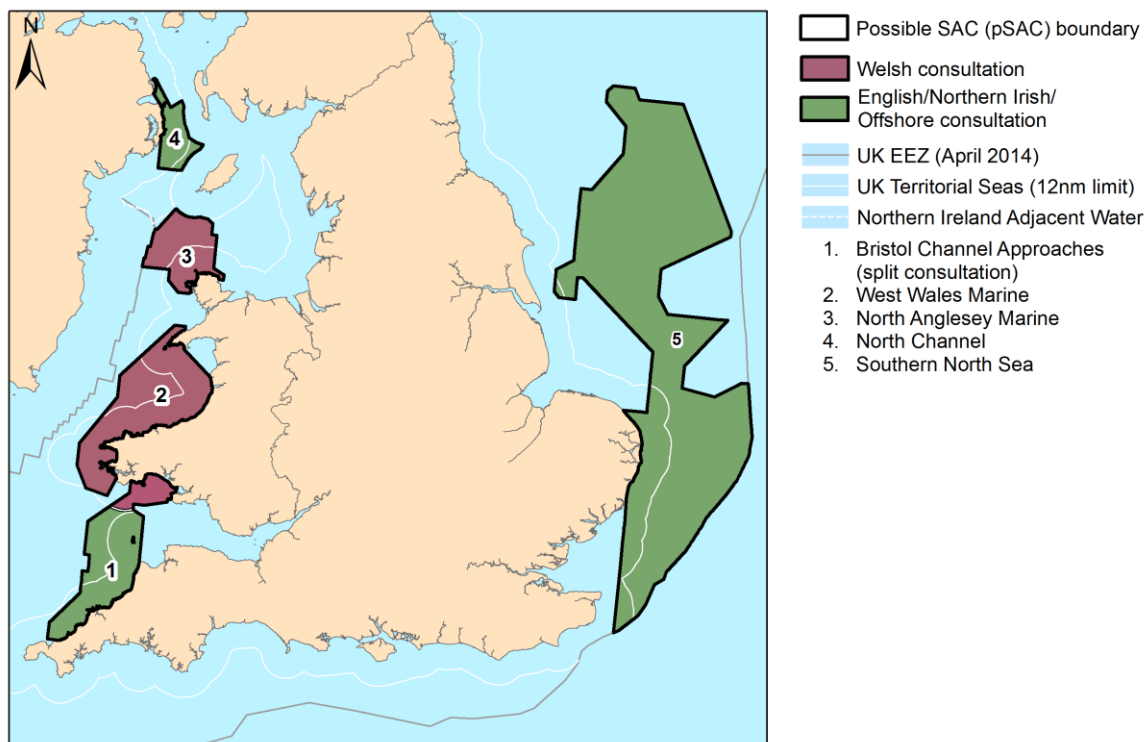 N
4
3
5
2
1
Possible SAC (pSAC) boundary
Welsh consultation
English/Northern Irish/
Offshore consultation
UK EEZ (April 2014)
UK Territorial Seas (12nm limit)
Northern Ireland Adjacent Water
1. Bristol Channel Approaches
(split consultation)
2. West Wales Marine
3. North Anglesey Marine
4. North Channel
5. Southern North Sea